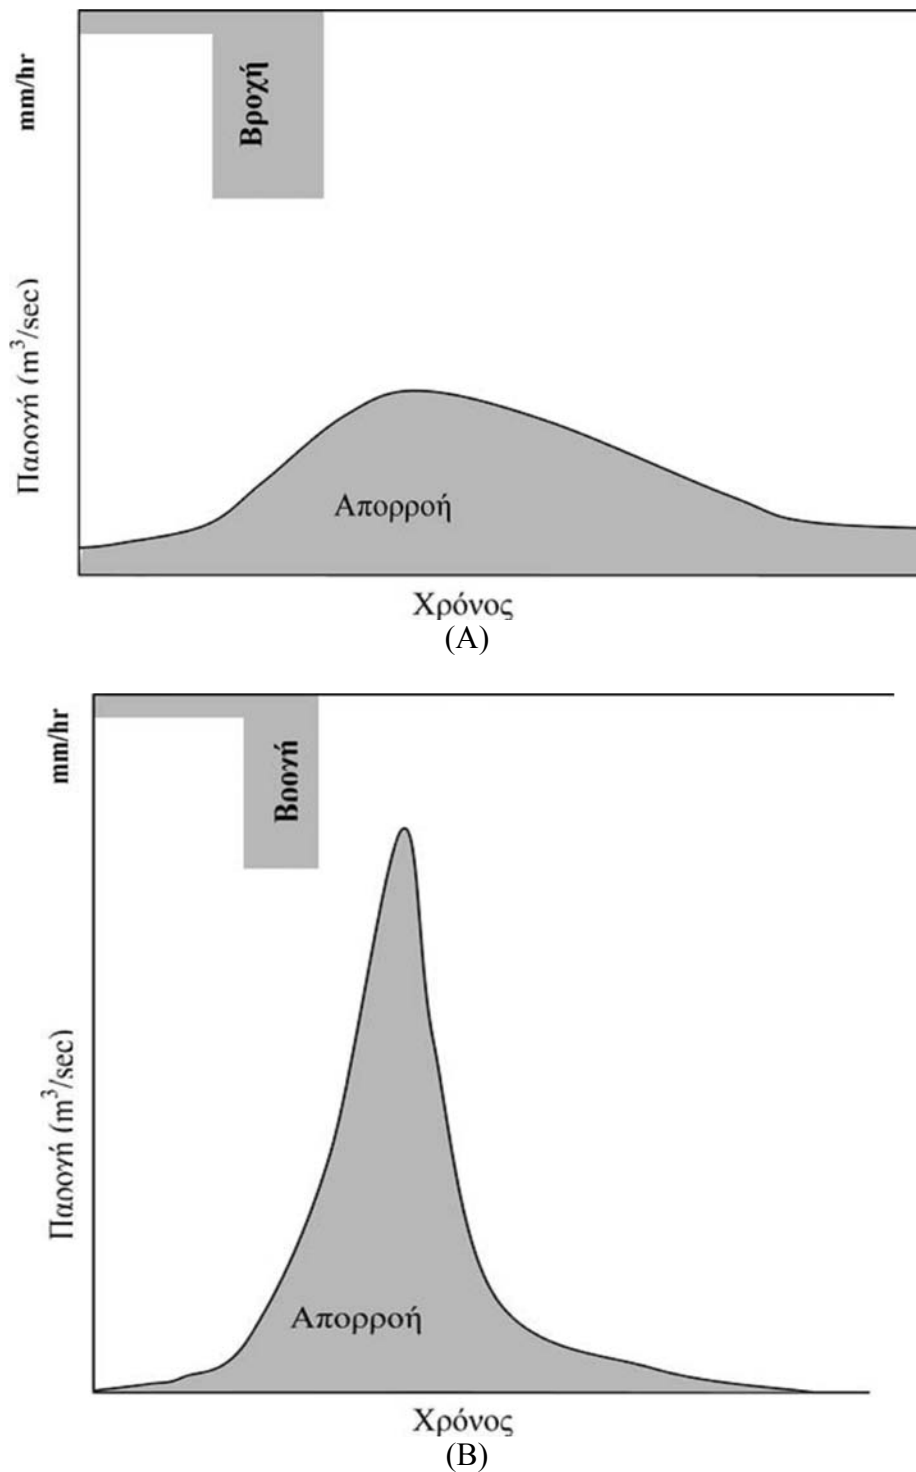 mm/hr
Βροχή
Παροχή (m³/sec)
Απορροή
Χρόνος
(A)
mm/hr
Βροχή
Παροχή (m³/sec)
Απορροή
Χρόνος
(B)